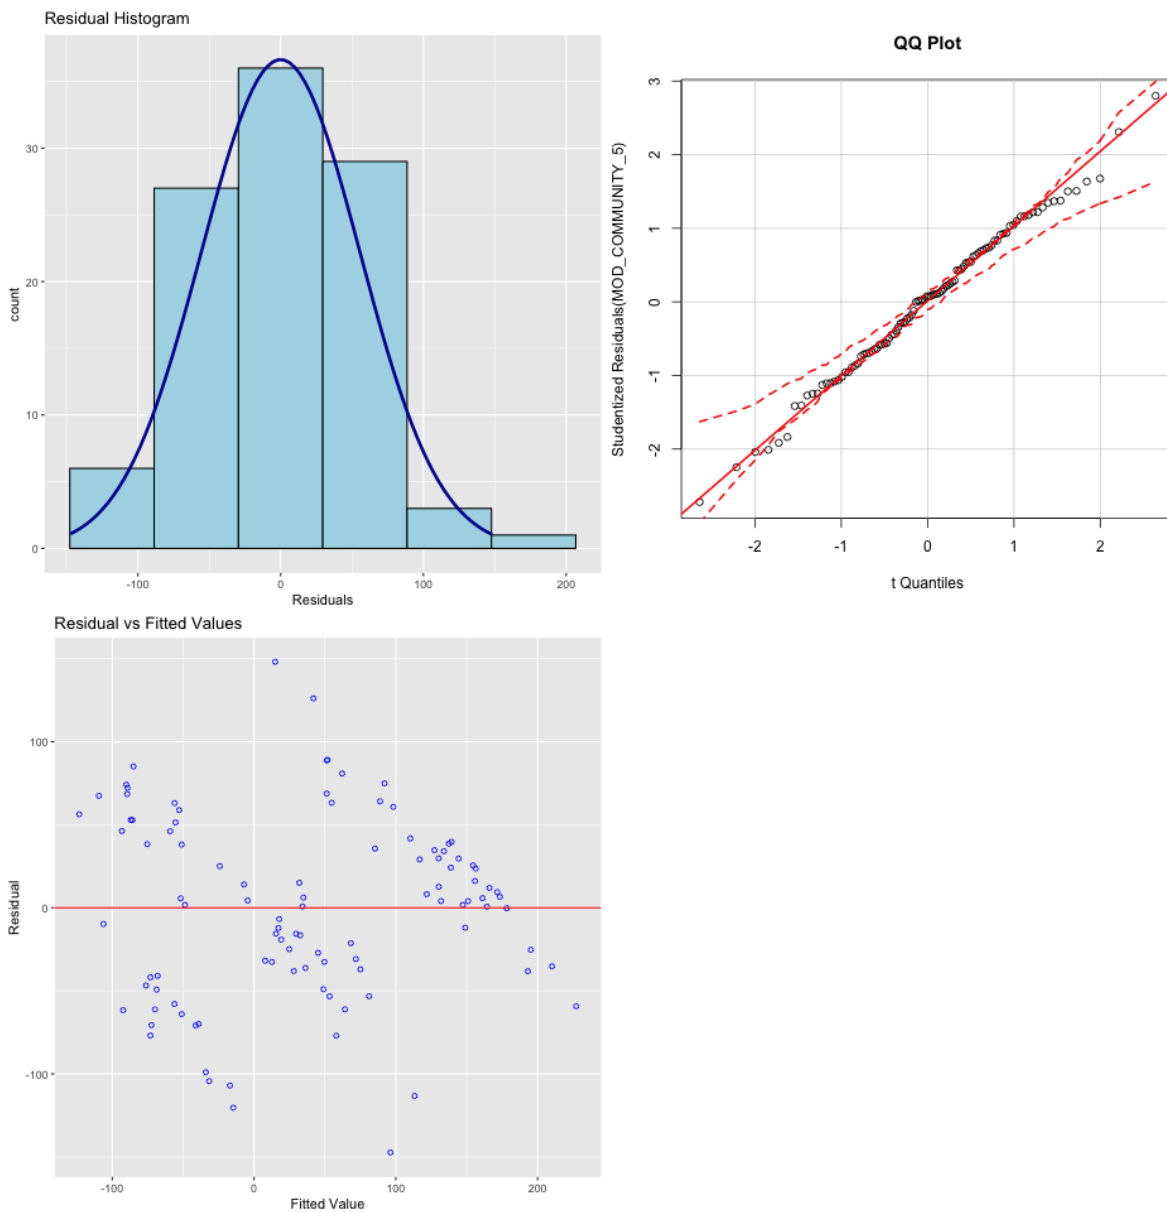 Residual Histogram
count
30
20
10
0
-100
0
100
200
Residuals
QQ Plot
Studentized Residuals(MOD_COMMUNITY_5)
3
2
1
0
-1
-2
-2
-1
0
1
2
t Quantiles
Residual vs Fitted Values
Residual
100
0
-100
-100
0
100
200
Fitted Value